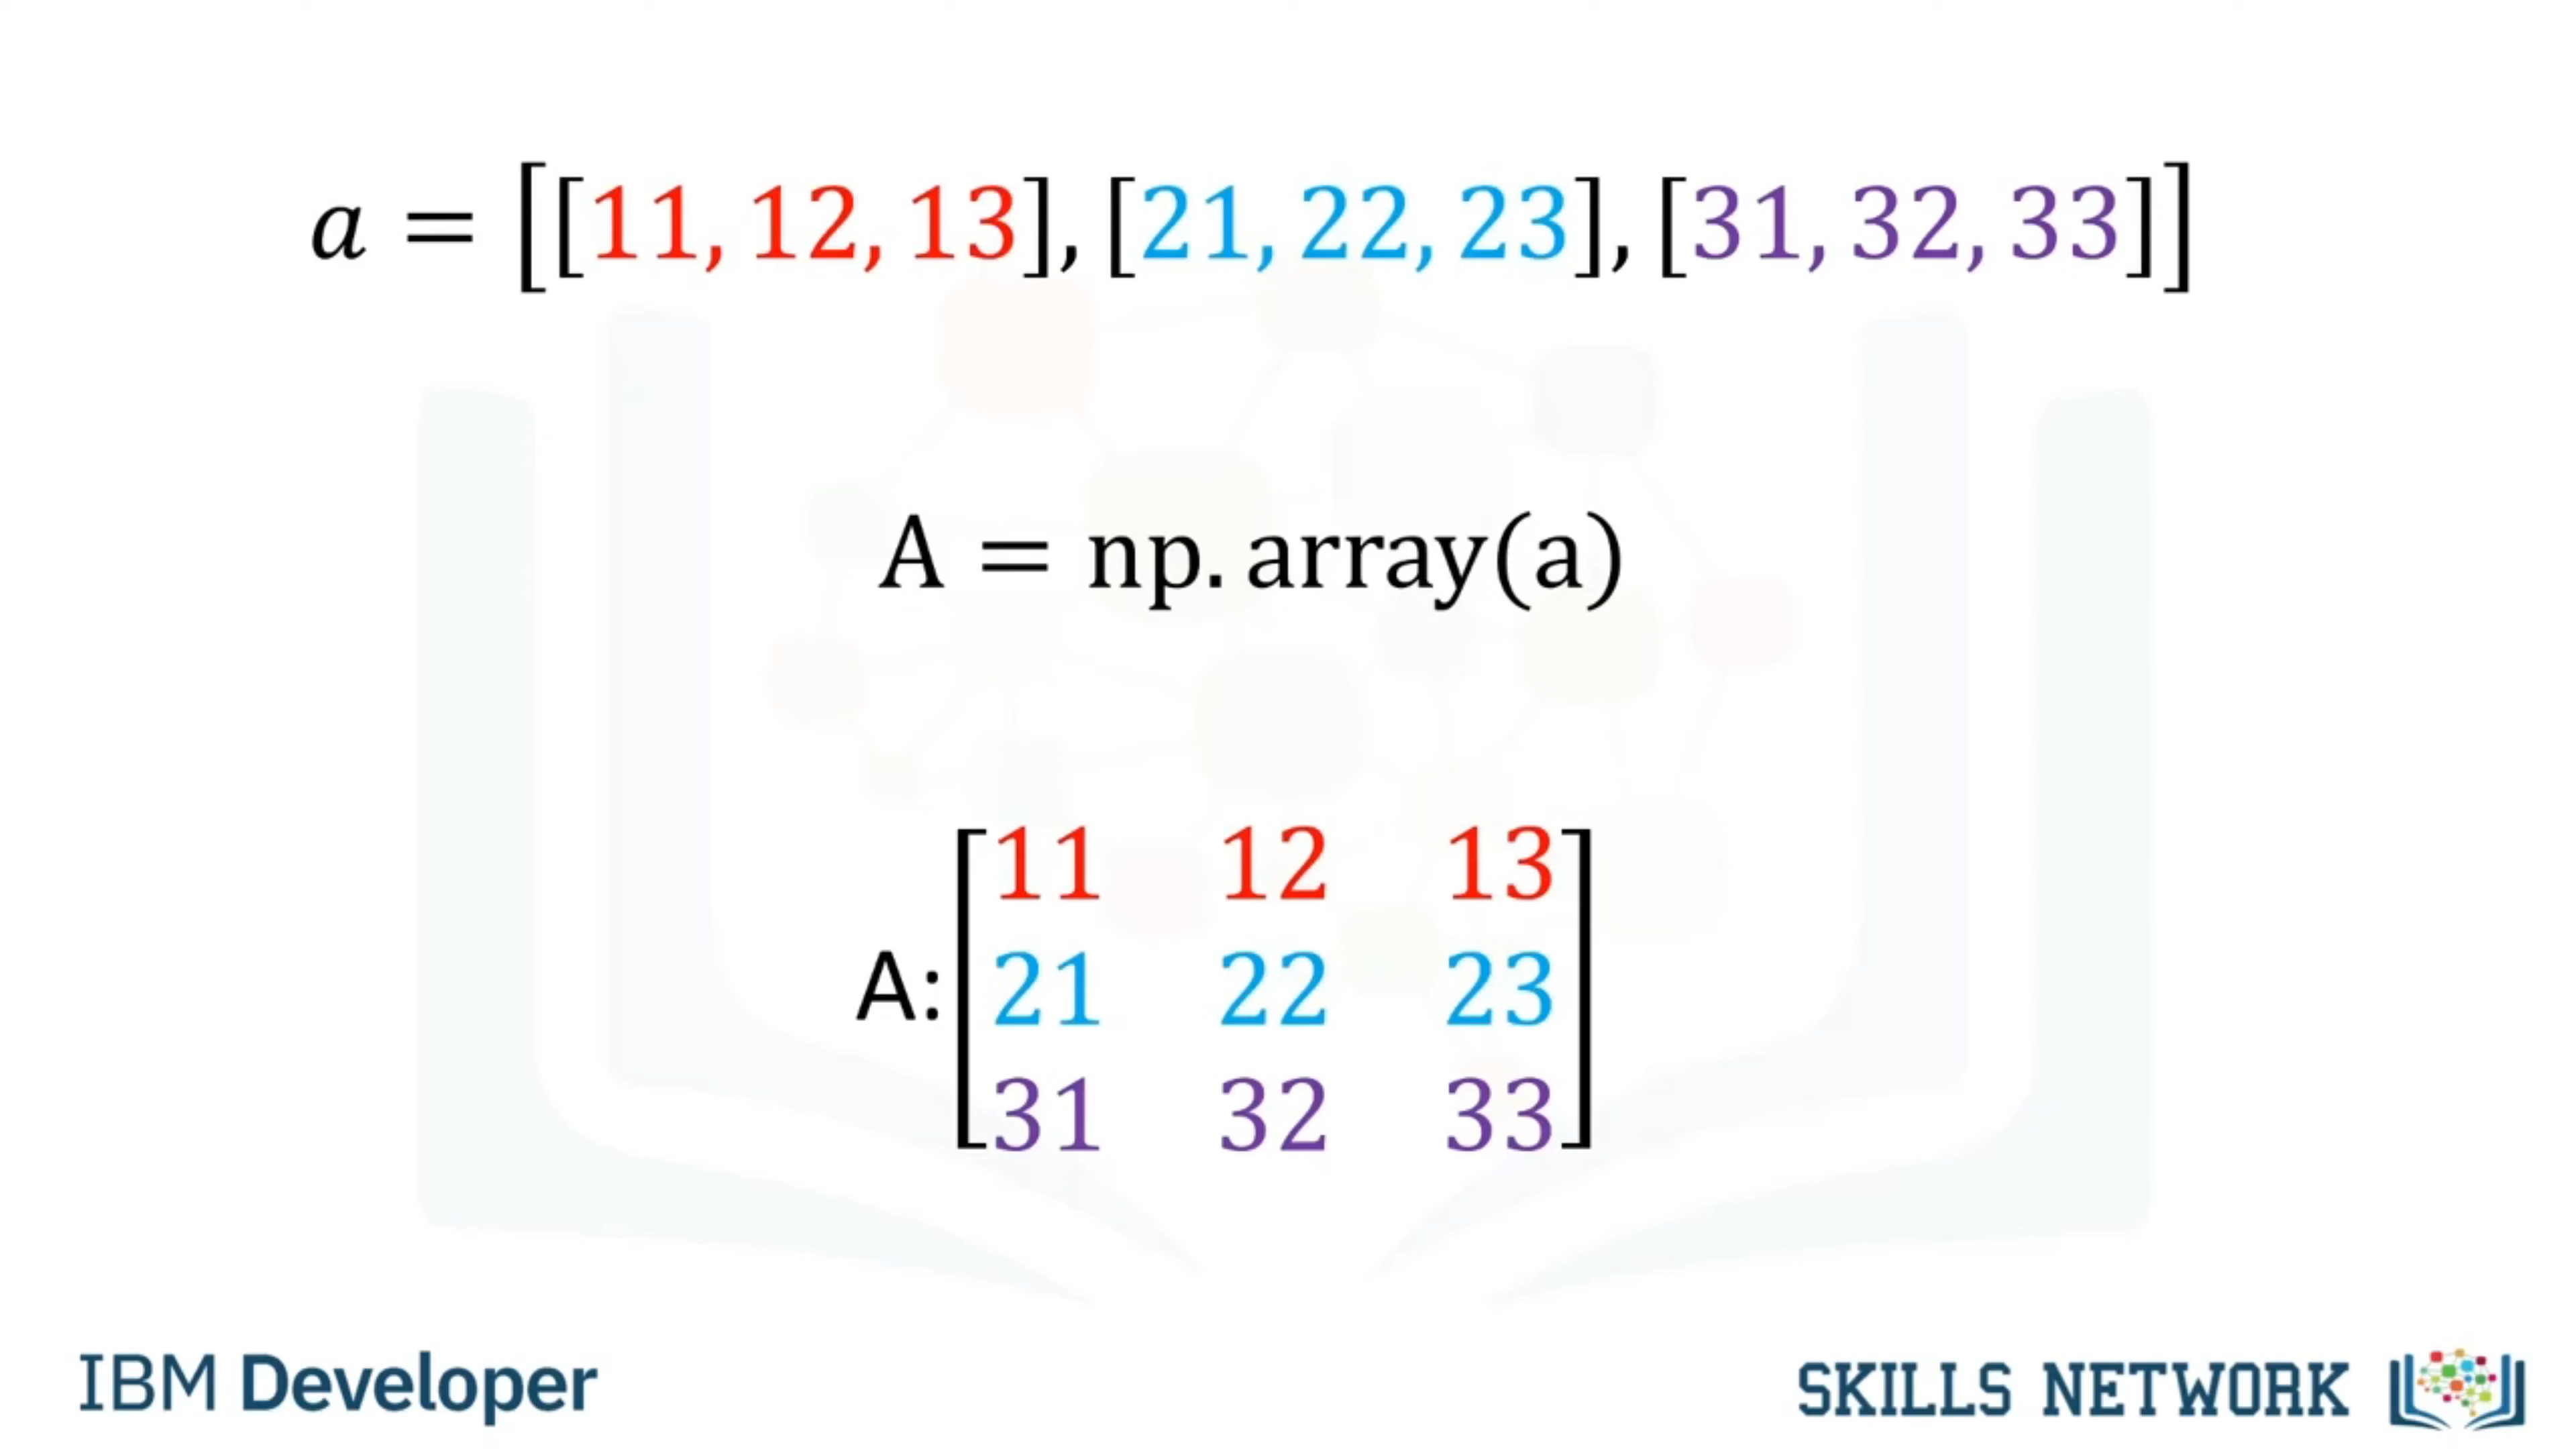 a = [[11, 12, 13], [21, 22, 23], [31, 32, 33]]
A = np. array(a)
A: [11 12 13
21 22 23
31 32 33]
IBM Developer
SKILLS NETWORK